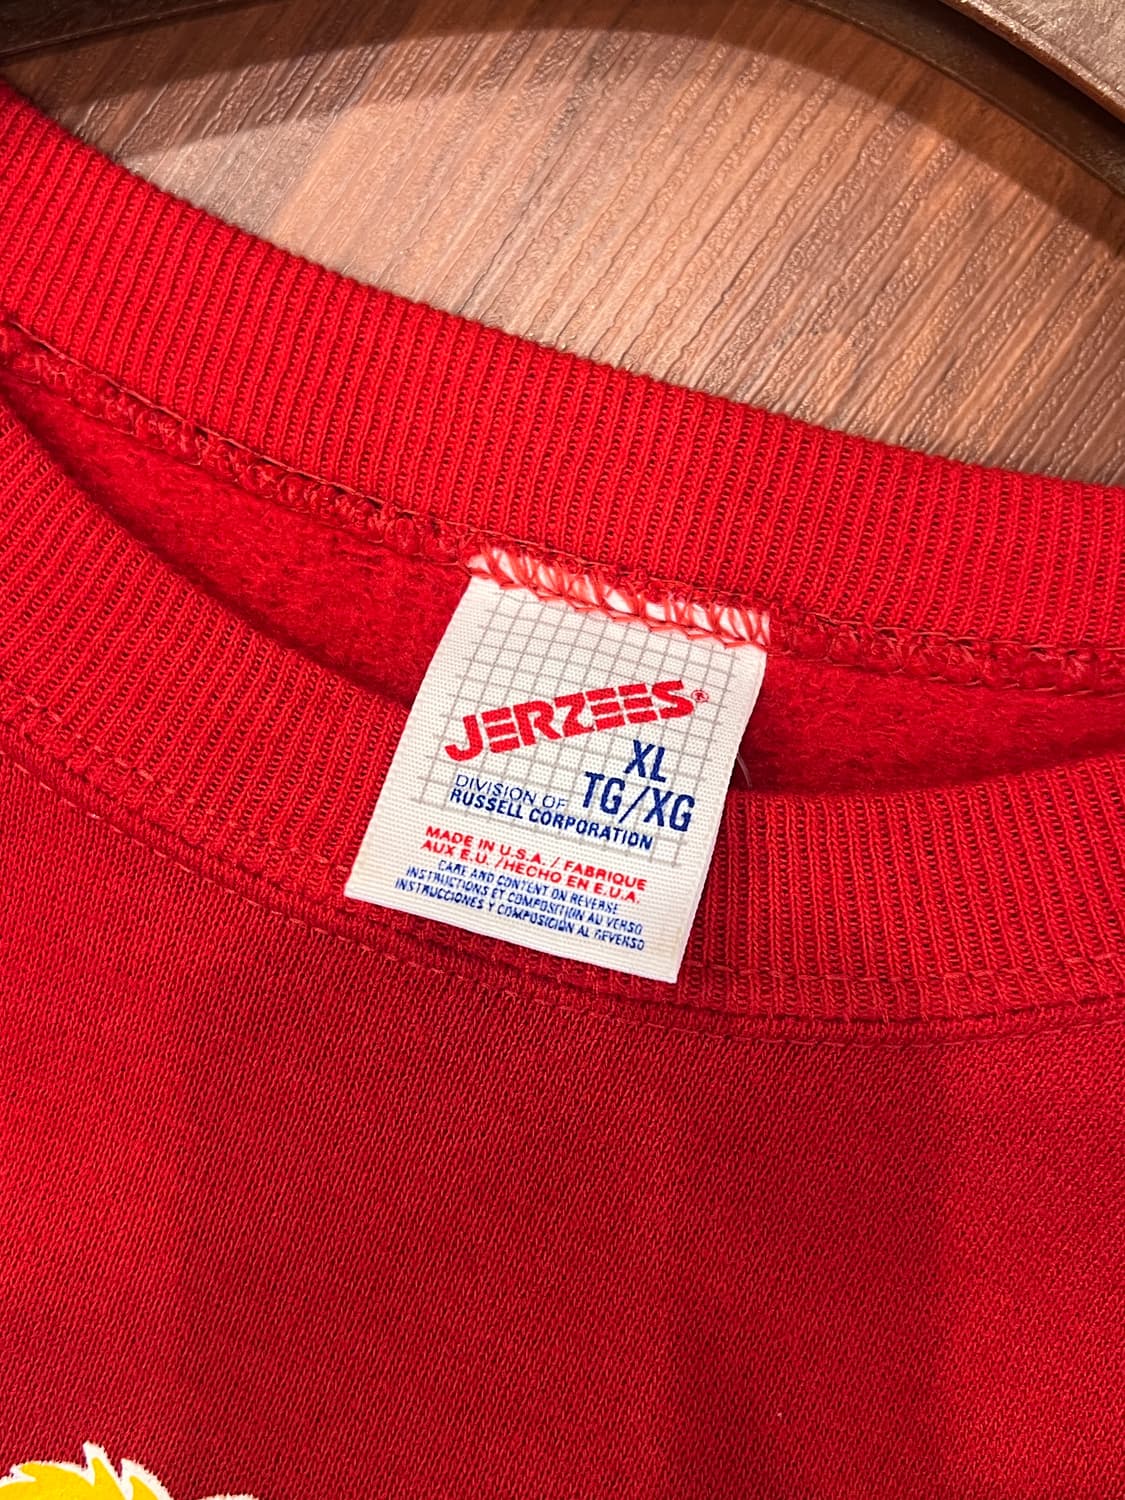 JERZEES®
XL
TG/XG
DIVISION OF
RUSSELL CORPORATION
MADE IN U.S.A. / FABRIQUE
AUX E.U. /HECHO EN E.U.A.
CARE AND CONTENT ON REVERSE
INSTRUCTIONS ET COMPOSITION AU VERSO
INSTRUCCIONES Y COMPOSICIÓN AL REVERSO